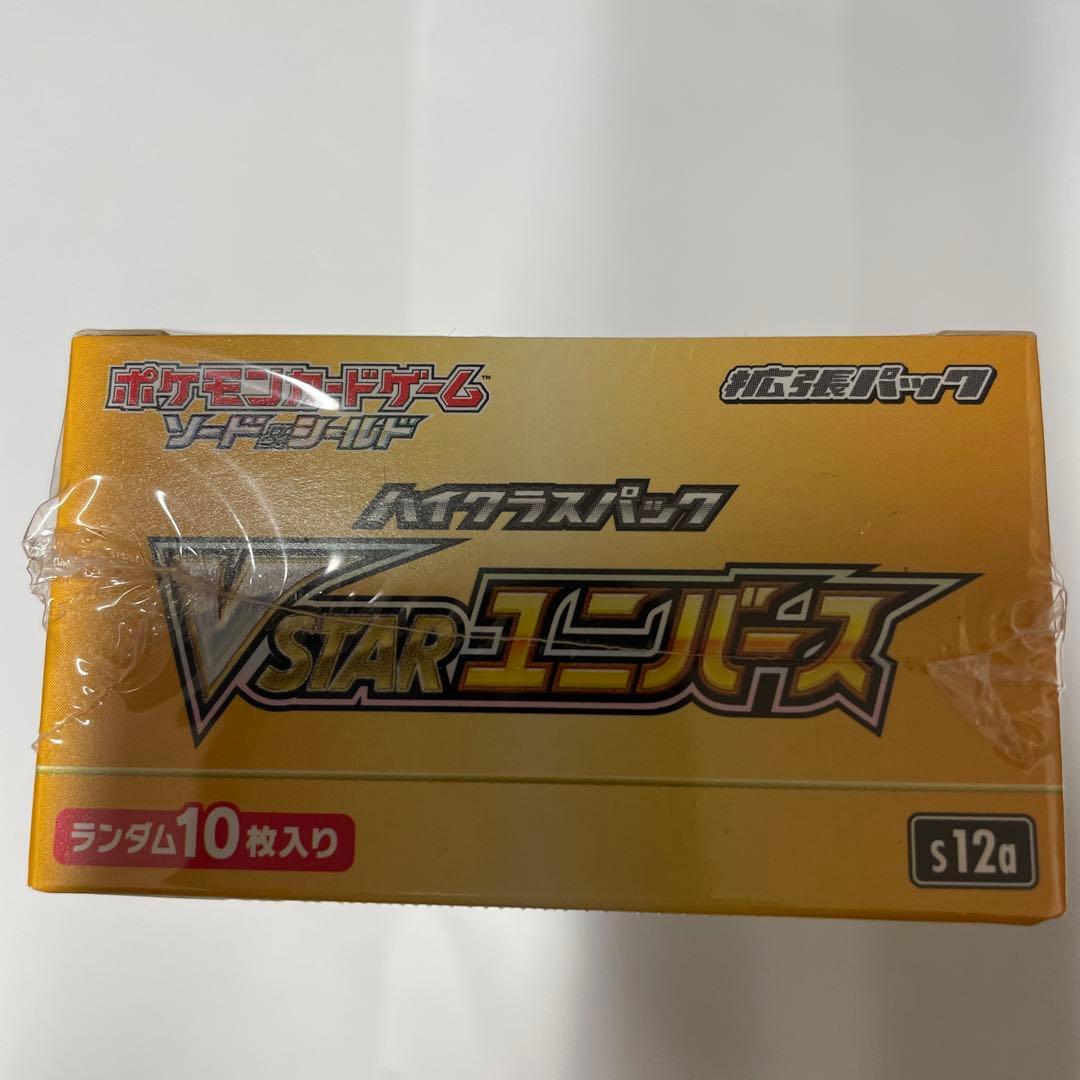 ポケモンカードゲーム™
ソード&シールド
拡張パック
ハイクラスパック
VSTARユニバース
ランダム10枚入り
s12a